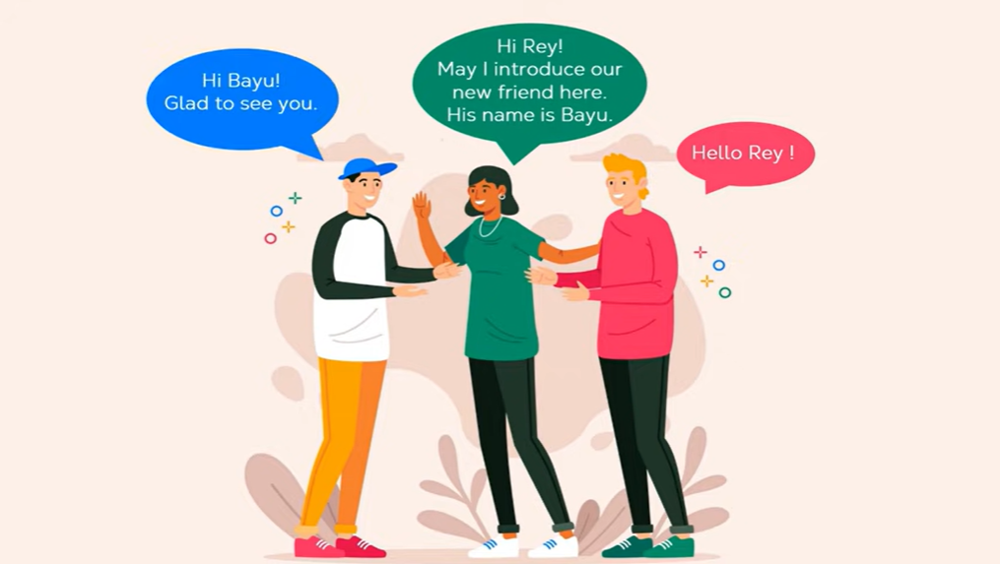 Hi Bayu!
Glad to see you.
Hi Rey!
May I introduce our
new friend here.
His name is Bayu.
Hello Rey !